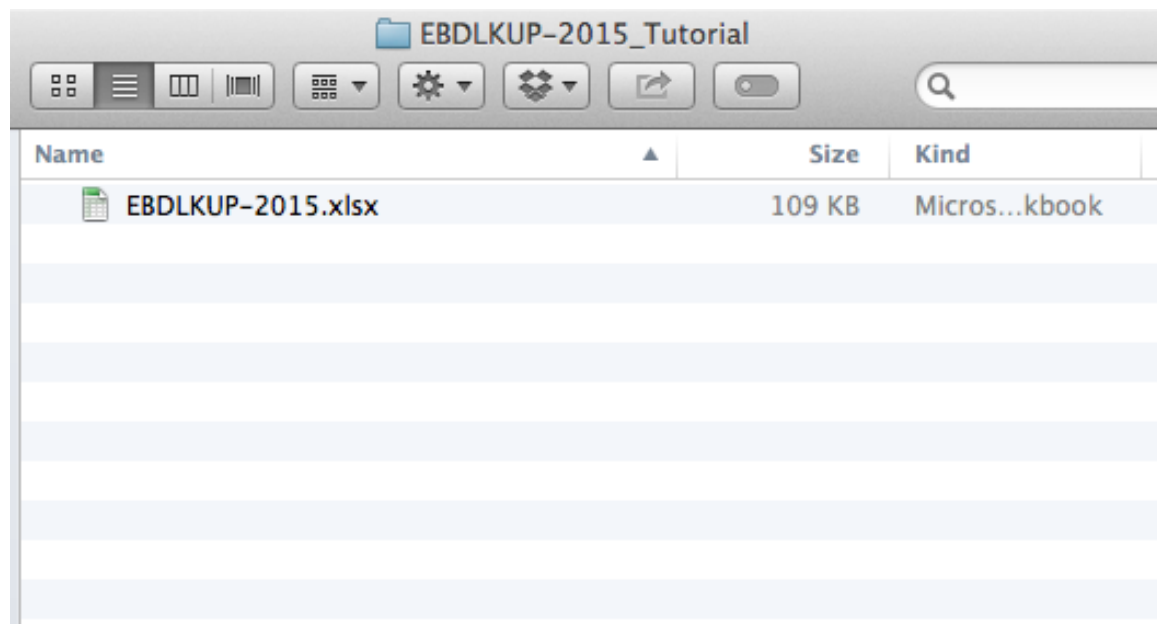 EBDLKUP-2015_Tutorial
Name Size Kind
EBDLKUP-2015.xlsx 109 KB Micros...kbook